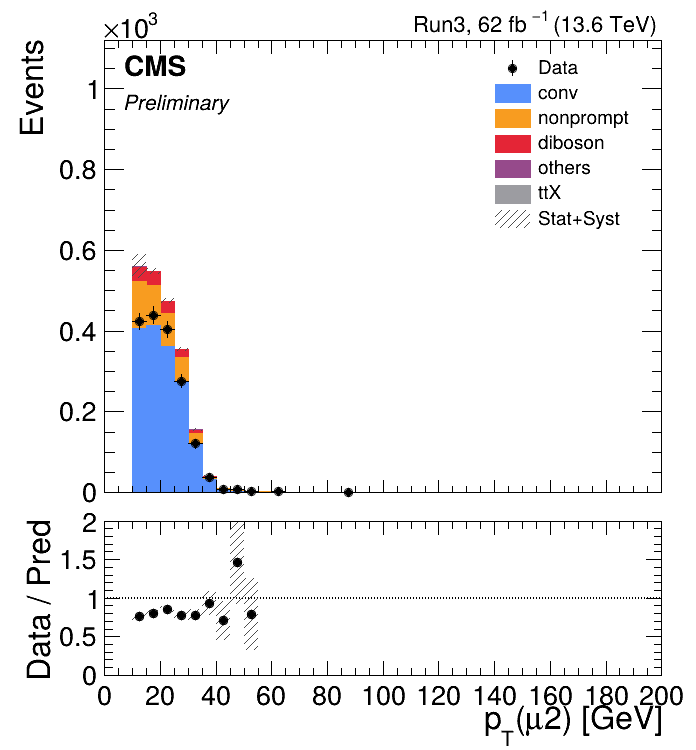 ×10³
Run3, 62 fb⁻¹ (13.6 TeV)
CMS
Preliminary
Events
1
0.8
0.6
0.4
0.2
0
Data
conv
nonprompt
diboson
others
ttX
Stat+Syst
Data / Pred
2
1.5
1
0.5
0
0 20 40 60 80 100 120 140 160 180 200
p_T(μ2) [GeV]